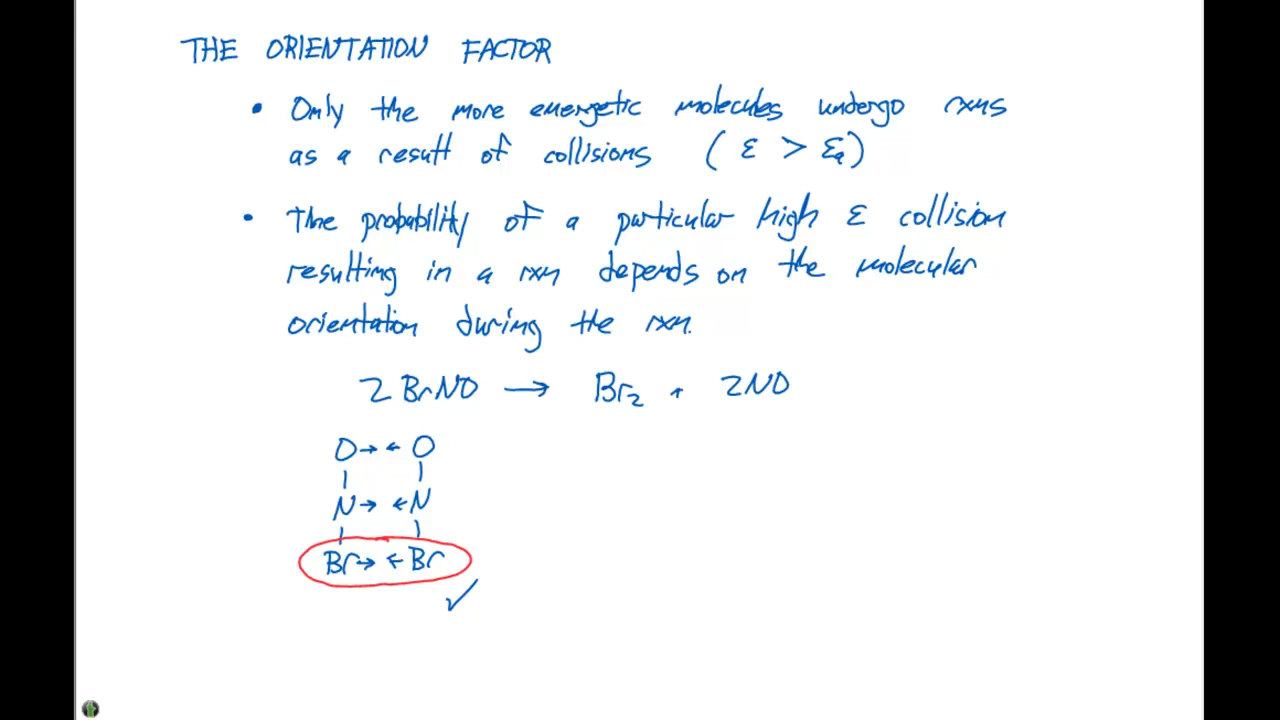 THE ORIENTATION FACTOR
• Only the more energetic molecules undergo rxns
as a result of collisions (ε > εa)
• The probability of a particular high ε collision
resulting in a rxn depends on the molecular
orientation during the rxn.
2 BrNO → Br₂ + 2NO
O→ ←O
N→ ←N
Br→ ←Br
✓